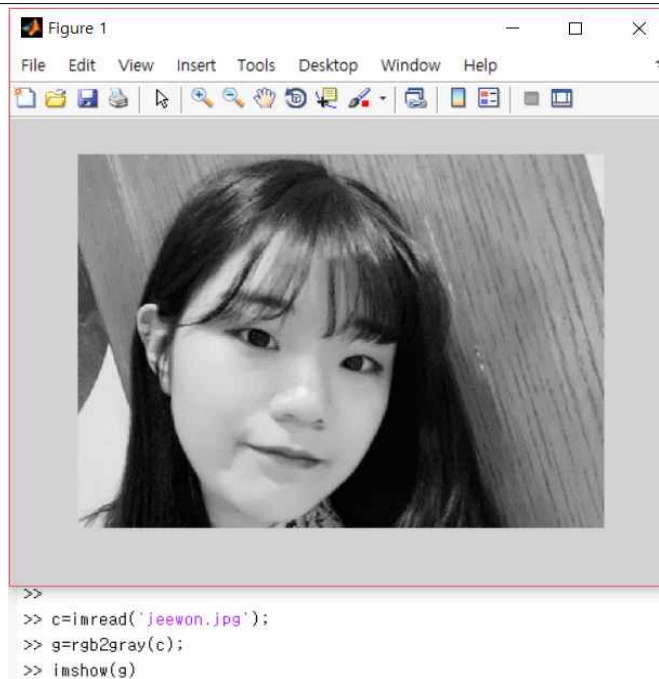 Figure 1
File Edit View Insert Tools Desktop Window Help
>>
>> c=imread('jeewon.jpg');
>> g=rgb2gray(c);
>> imshow(g)